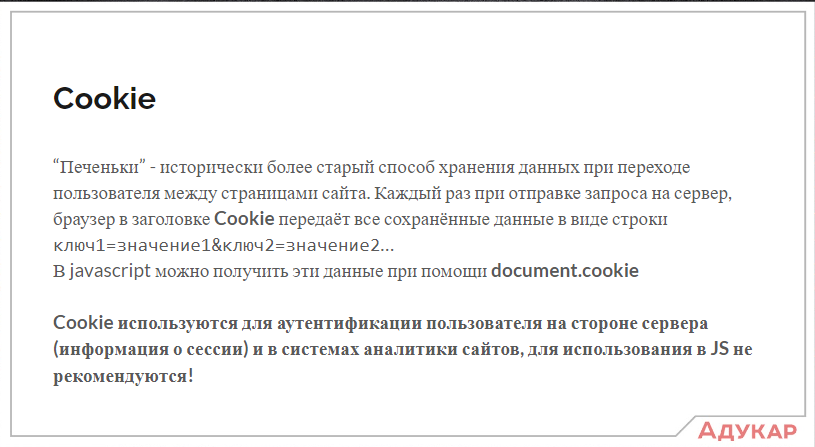 Cookie
“Печеньки” - исторически более старый способ хранения данных при переходе
пользователя между страницами сайта. Каждый раз при отправке запроса на сервер,
браузер в заголовке Cookie передаёт все сохранённые данные в виде строки
ключ1=значение1&ключ2=значение2...
В javascript можно получить эти данные при помощи document.cookie
Cookie используются для аутентификации пользователя на стороне сервера
(информация о сессии) и в системах аналитики сайтов, для использования в JS не
рекомендуются!
Адукар